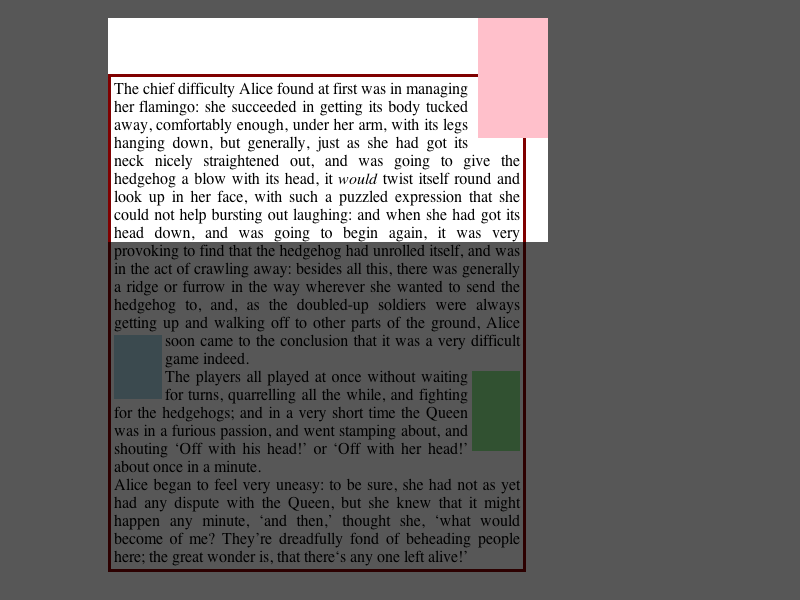 The chief difficulty Alice found at first was in managing
her flamingo: she succeeded in getting its body tucked
away, comfortably enough, under her arm, with its legs
hanging down, but generally, just as she had got its
neck nicely straightened out, and was going to give the
hedgehog a blow with its head, it would twist itself round and
look up in her face, with such a puzzled expression that she
could not help bursting out laughing: and when she had got its
head down, and was going to begin again, it was very
provoking to find that the hedgehog had unrolled itself, and was
in the act of crawling away: besides all this, there was generally
a ridge or furrow in the way wherever she wanted to send the
hedgehog to, and, as the doubled-up soldiers were always
getting up and walking off to other parts of the ground, Alice
soon came to the conclusion that it was a very difficult
game indeed.
The players all played at once without waiting
for turns, quarrelling all the while, and fighting
for the hedgehogs; and in a very short time the Queen
was in a furious passion, and went stamping about, and
shouting ‘Off with his head!’ or ‘Off with her head!’
about once in a minute.
Alice began to feel very uneasy: to be sure, she had not as yet
had any dispute with the Queen, but she knew that it might
happen any minute, ‘and then,’ thought she, ‘what would
become of me? They’re dreadfully fond of beheading people
here; the great wonder is, that there‘s any one left alive!’